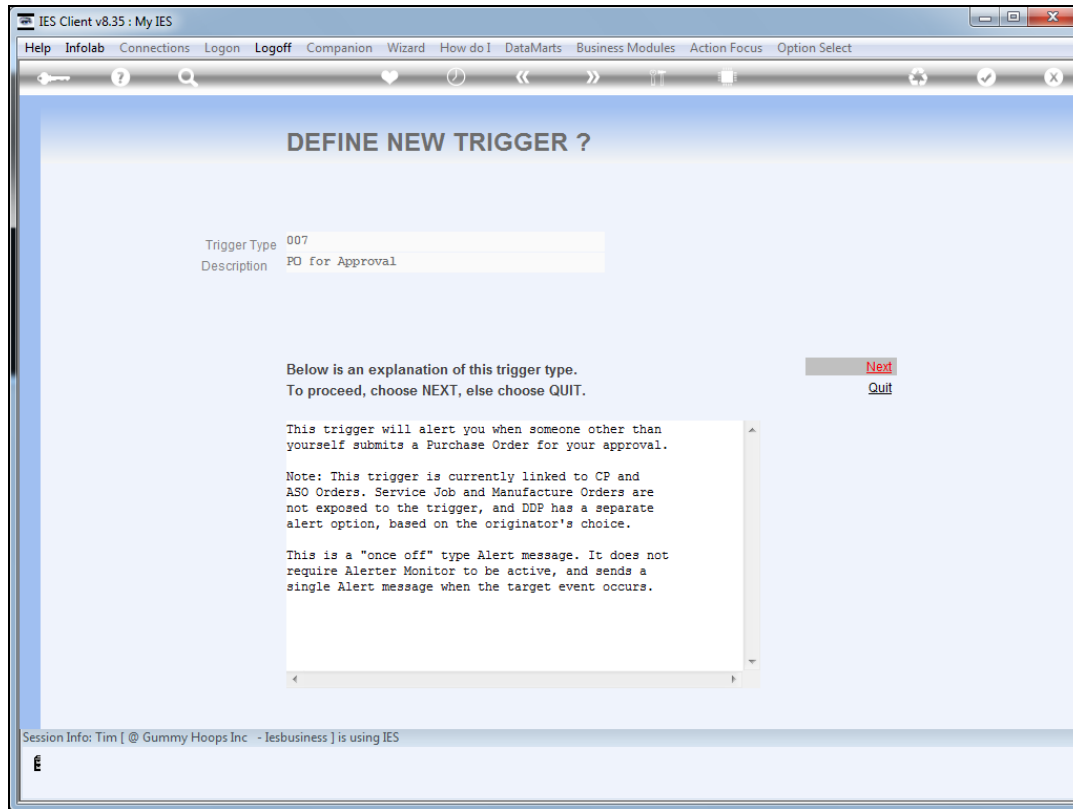 IES Client v8.35 : My IES
Help Infolab Connections Logon Logoff Companion Wizard How do I DataMarts Business Modules Action Focus Option Select
DEFINE NEW TRIGGER ?
Trigger Type 007
Description PO for Approval
Below is an explanation of this trigger type.
To proceed, choose NEXT, else choose QUIT.
Next
Quit
This trigger will alert you when someone other than
yourself submits a Purchase Order for your approval.
Note: This trigger is currently linked to CP and
ASO Orders. Service Job and Manufacture Orders are
not exposed to the trigger, and DDP has a separate
alert option, based on the originator's choice.
This is a "once off" type Alert message. It does not
require Alerter Monitor to be active, and sends a
single Alert message when the target event occurs.
Session Info: Tim [ @ Gummy Hoops Inc - Iesbusiness ] is using IES